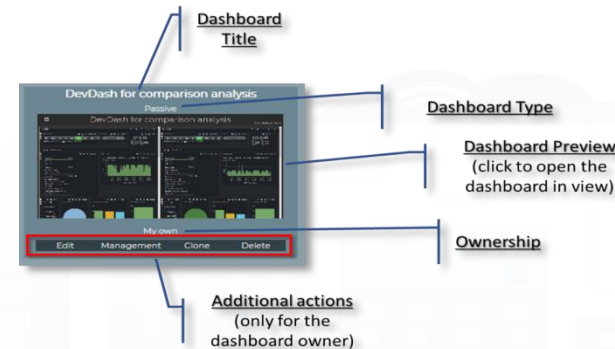 Dashboard
Title
DevDash for comparison analysis
Passive
DevDash for comparison analysis
Dashboard Type
Dashboard Preview
(click to open the
dashboard in view)
My own
Ownership
Edit Management Clone Delete
Additional actions
(only for the
dashboard owner)